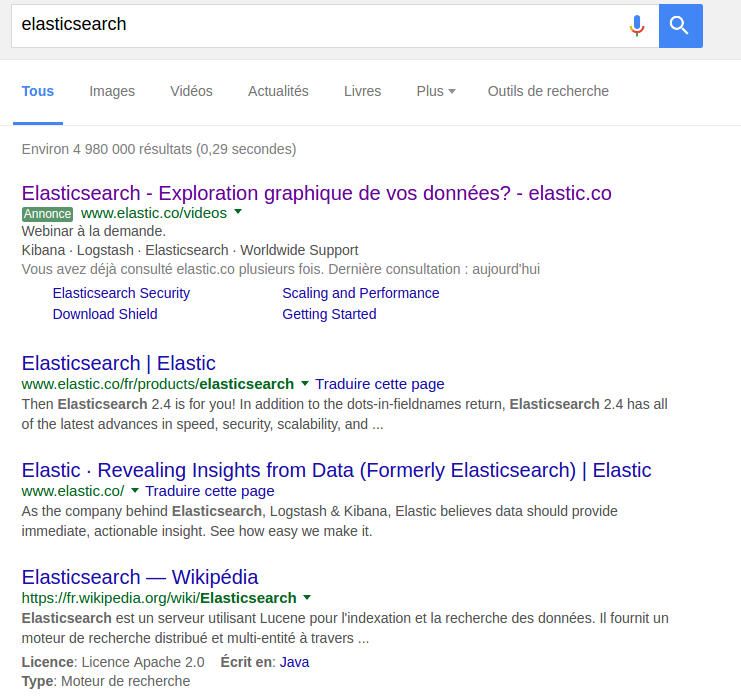 elasticsearch
Tous Images Vidéos Actualités Livres Plus Outils de recherche
Environ 4 980 000 résultats (0,29 secondes)
Elasticsearch - Exploration graphique de vos données? - elastic.co
Annonce www.elastic.co/videos
Webinar à la demande.
Kibana · Logstash · Elasticsearch · Worldwide Support
Vous avez déjà consulté elastic.co plusieurs fois. Dernière consultation : aujourd'hui
Elasticsearch Security Scaling and Performance
Download Shield Getting Started
Elasticsearch | Elastic
www.elastic.co/fr/products/elasticsearch Traduire cette page
Then Elasticsearch 2.4 is for you! In addition to the dots-in-fieldnames return, Elasticsearch 2.4 has all
of the latest advances in speed, security, scalability, and ...
Elastic · Revealing Insights from Data (Formerly Elasticsearch) | Elastic
www.elastic.co/ Traduire cette page
As the company behind Elasticsearch, Logstash & Kibana, Elastic believes data should provide
immediate, actionable insight. See how easy we make it.
Elasticsearch — Wikipédia
https://fr.wikipedia.org/wiki/Elasticsearch
Elasticsearch est un serveur utilisant Lucene pour l'indexation et la recherche des données. Il fournit un
moteur de recherche distribué et multi-entité à travers ...
Licence: Licence Apache 2.0 Écrit en: Java
Type: Moteur de recherche